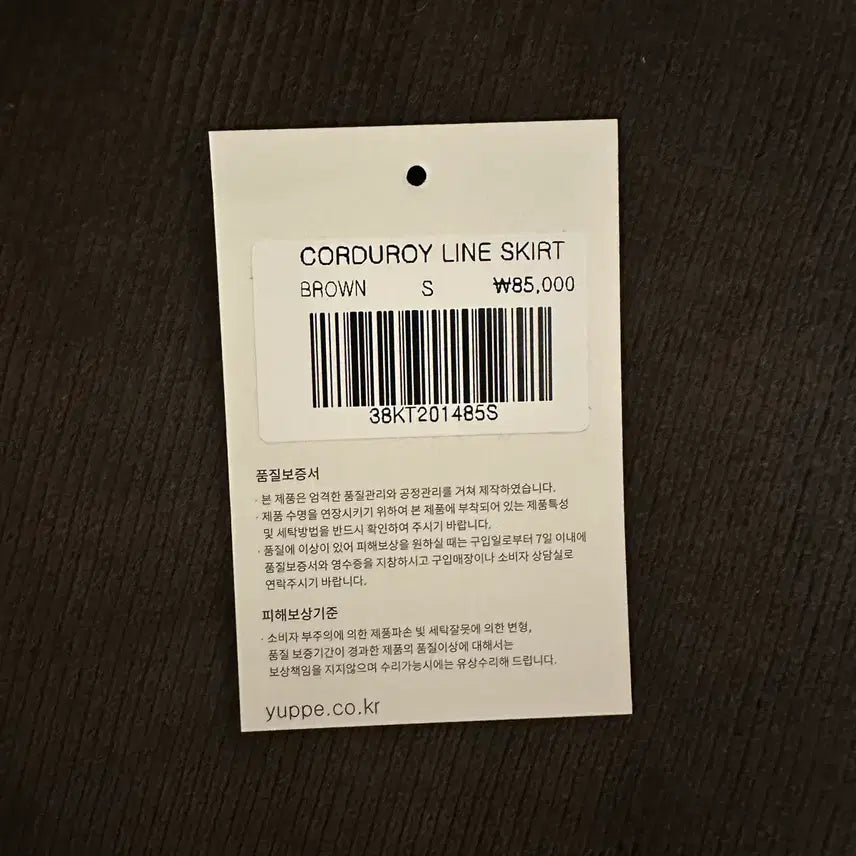 CORDUROY LINE SKIRT
BROWN S ₩85,000
38KT201485S
품질보증서
· 본 제품은 엄격한 품질관리와 공정관리를 거쳐 제작하였습니다.
· 제품 수명을 연장시키기 위하여 본 제품에 부착되어 있는 제품특성
및 세탁방법을 반드시 확인하여 주시기 바랍니다.
· 품질에 이상이 있어 피해보상을 원하실 때는 구입일로부터 7일 이내에
품질보증서와 영수증을 지참하시고 구입매장이나 소비자 상담실로
연락주시기 바랍니다.
피해보상기준
· 소비자 부주의에 의한 제품파손 및 세탁잘못에 의한 변형,
품질 보증기간이 경과한 제품의 품질이상에 대해서는
보상책임을 지지않으며 수리가능시에는 유상수리해 드립니다.
yuppe.co.kr